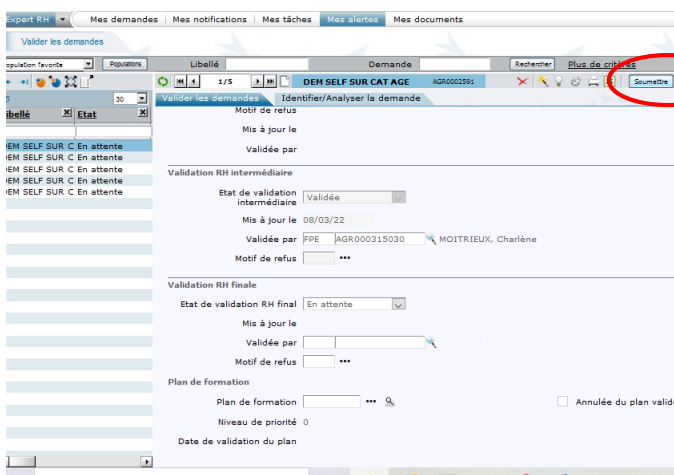 Expert RH Mes demandes Mes notifications Mes tâches Mes alertes Mes documents
Valider les demandes
opulation favorite Populations Libellé Demande Rechercher Plus de critères
1/5 DEM SELF SUR CAT AGE AGR0002591 Soumettre
5 30 Valider les demandes Identifier/Analyser la demande
ibellé X Etat X
Motif de refus
Mis à jour le
DEM SELF SUR C En attente
DEM SELF SUR C En attente
DEM SELF SUR C En attente
DEM SELF SUR C En attente
DEM SELF SUR C En attente
Validée par
Validation RH intermédiaire
Etat de validation intermédiaire Validée
Mis à jour le 08/03/22
Validée par FPE AGR000315030 MOITRIEUX, Charlène
Motif de refus •••
Validation RH finale
Etat de validation RH final En attente
Mis à jour le
Validée par
Motif de refus •••
Plan de formation
Plan de formation ••• Annulée du plan valid
Niveau de priorité 0
Date de validation du plan